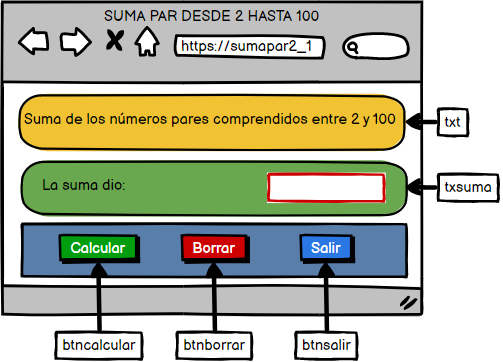 SUMA PAR DESDE 2 HASTA 100
https://sumapar2_1
Suma de los números pares comprendidos entre 2 y 100
txt
La suma dio:
txsuma
Calcular
Borrar
Salir
btncalcular
btnborrar
btnsalir